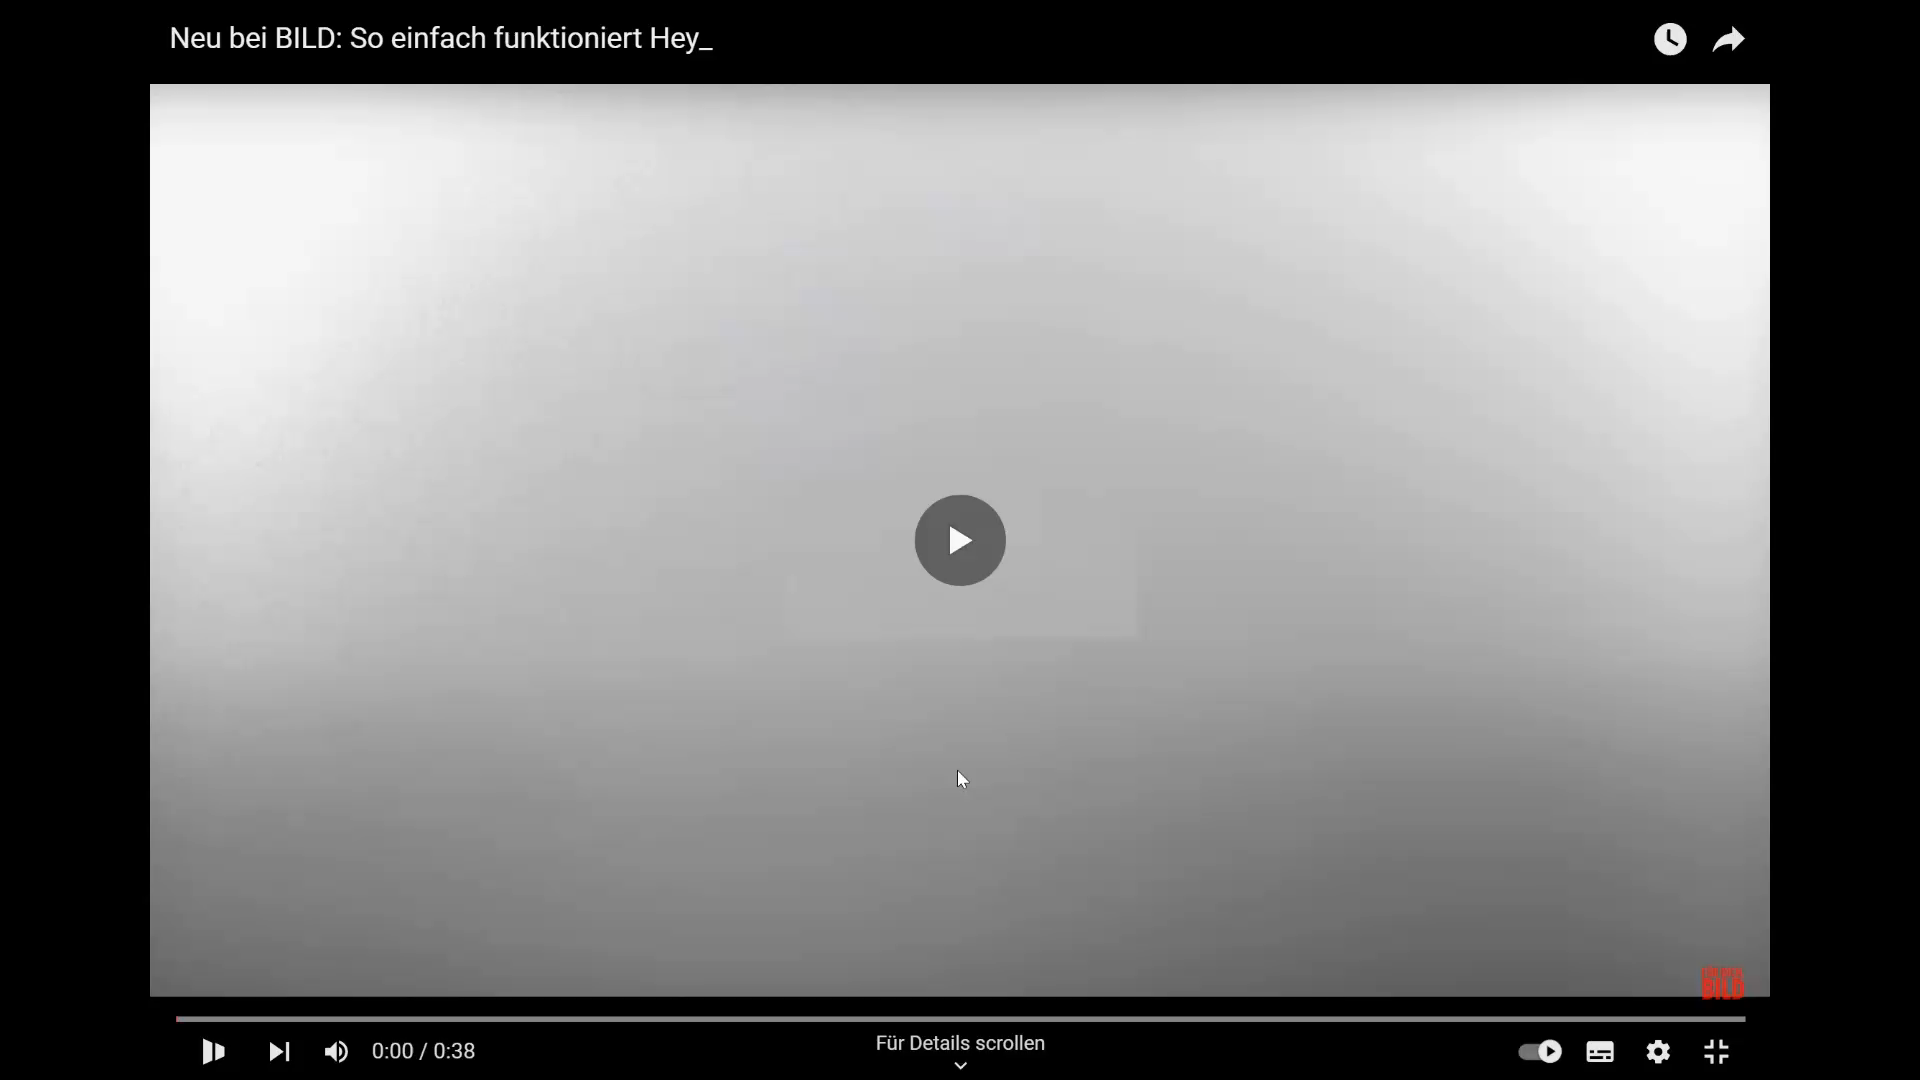 Neu bei BILD: So einfach funktioniert Hey_
BILD
0:00 / 0:38
Für Details scrollen